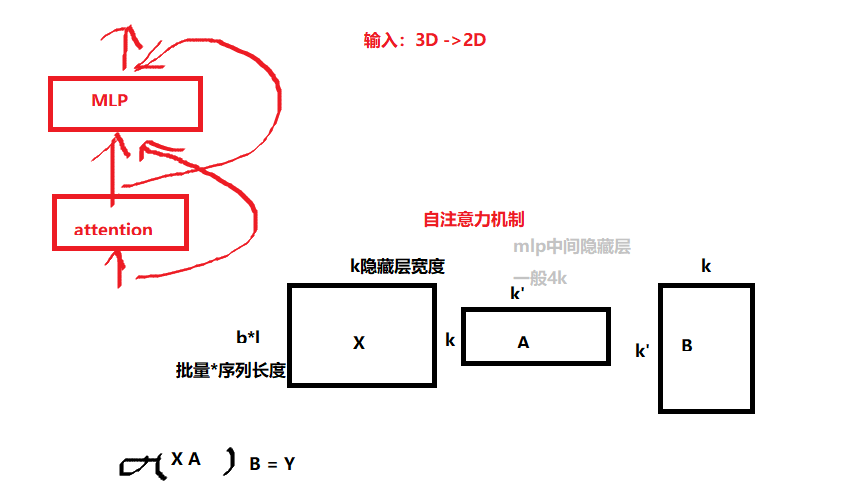 输入：3D ->2D
MLP
attention
自注意力机制
mlp中间隐藏层
一般4k
k隐藏层宽度
k'
k
b*l
批量*序列长度
X
k
A
k'
B
σ( X A ) B = Y